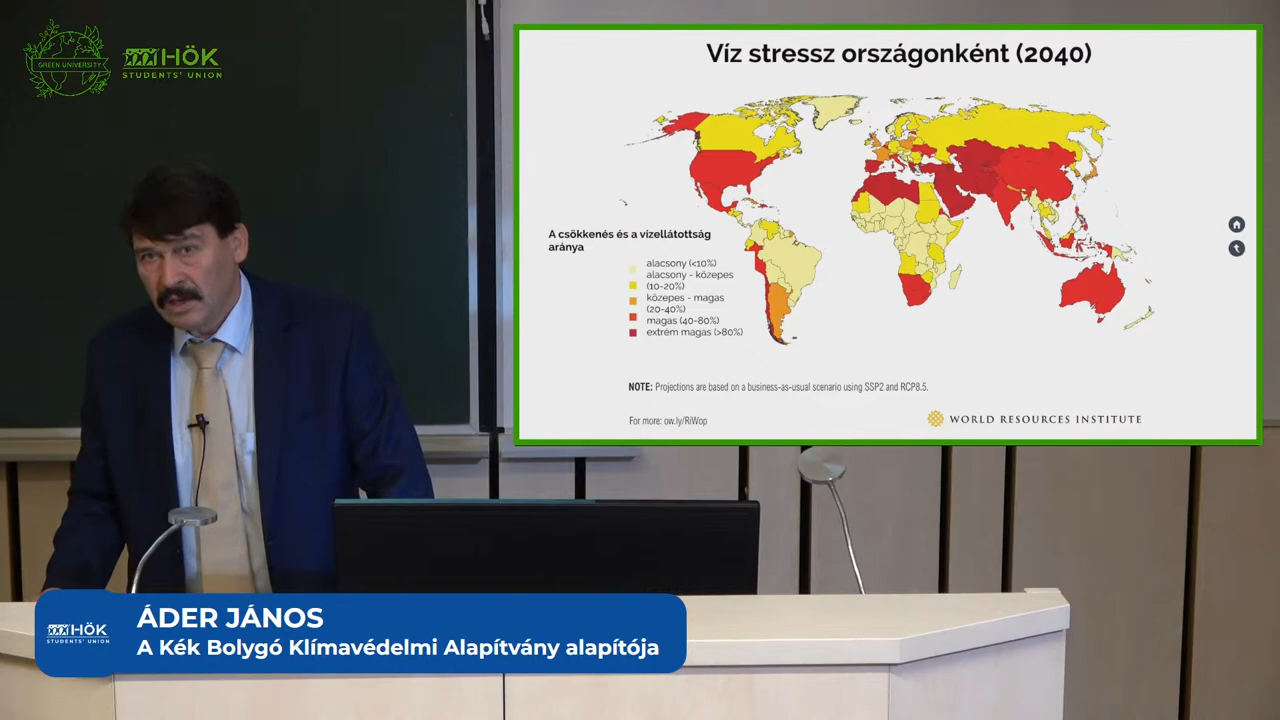 GREEN UNIVERSITY
HÖK
STUDENTS' UNION
Víz stressz országonként (2040)
A csökkenés és a vizellátottság
aránya
alacsony (<10%)
alacsony - közepes
(10-20%)
közepes - magas
(20-40%)
magas (40-80%)
extrém magas (>80%)
NOTE: Projections are based on a business-as-usual scenario using SSP2 and RCP8.5.
For more: ow.ly/RiWop
WORLD RESOURCES INSTITUTE
HÖK
STUDENTS' UNION
ÁDER JÁNOS
A Kék Bolygó Klímavédelmi Alapítvány alapítója